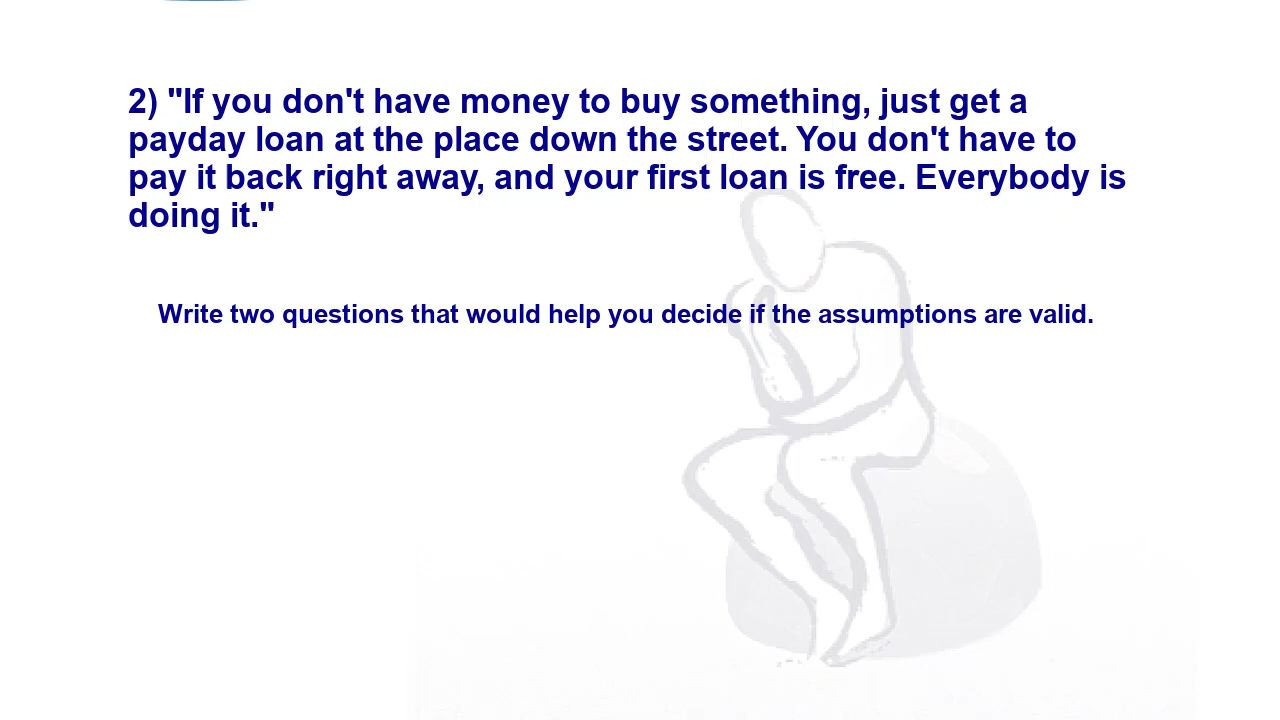 2) "If you don't have money to buy something, just get a
payday loan at the place down the street. You don't have to
pay it back right away, and your first loan is free. Everybody is
doing it."
Write two questions that would help you decide if the assumptions are valid.